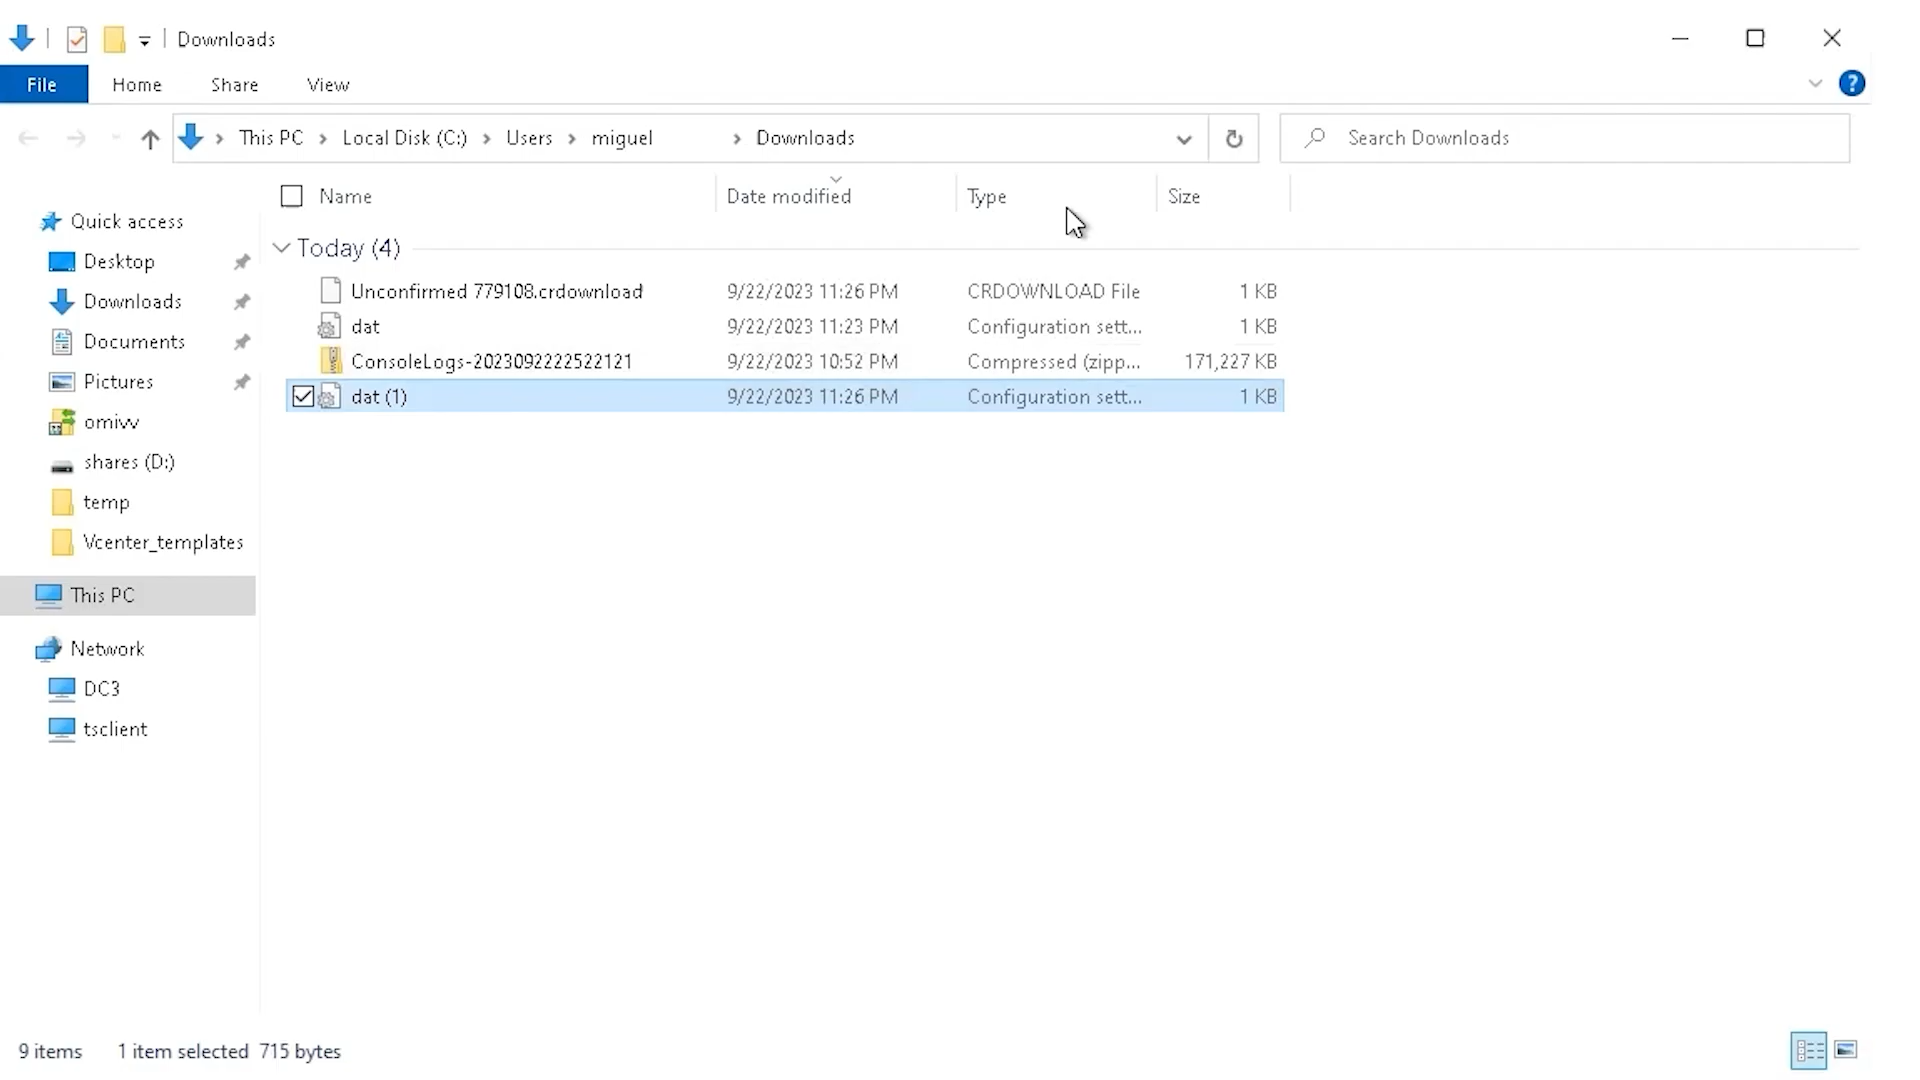 Downloads
File Home Share View
This PC > Local Disk (C:) > Users > miguel > Downloads
Search Downloads
Name Date modified Type Size
Quick access
Desktop
Downloads
Documents
Pictures
omivv
shares (D:)
temp
Vcenter_templates
This PC
Network
DC3
tsclient
Today (4)
Unconfirmed 779108.crdownload 9/22/2023 11:26 PM CRDOWNLOAD File 1 KB
dat 9/22/2023 11:23 PM Configuration sett... 1 KB
ConsoleLogs-2023092222522121 9/22/2023 10:52 PM Compressed (zipp... 171,227 KB
dat (1) 9/22/2023 11:26 PM Configuration sett... 1 KB
9 items 1 item selected 715 bytes